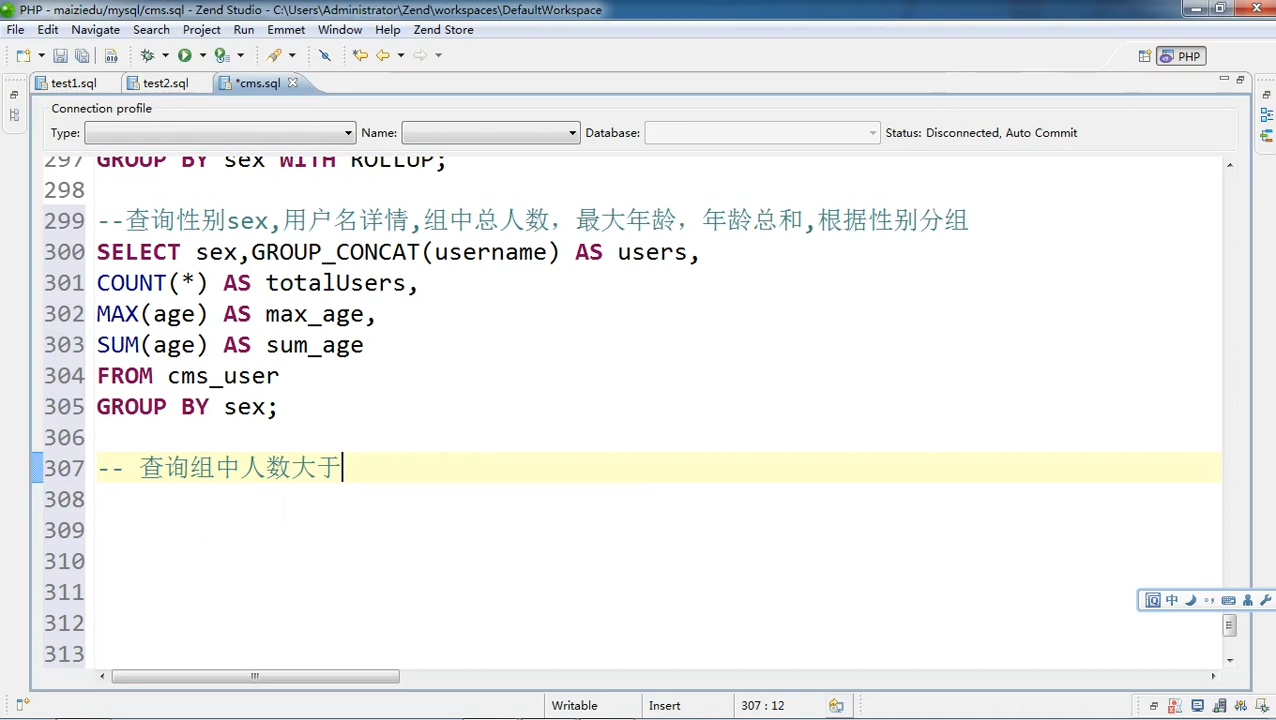 PHP - maiziedu/mysql/cms.sql - Zend Studio - C:\Users\Administrator\Zend\workspaces\DefaultWorkspace
File Edit Navigate Search Project Run Emmet Window Help Zend Store
PHP
test1.sql test2.sql *cms.sql
Connection profile
Type: Name: Database: Status: Disconnected, Auto Commit
297 GROUP BY sex WITH ROLLUP;
298
299 --查询性别sex,用户名详情,组中总人数，最大年龄，年龄总和,根据性别分组
300 SELECT sex,GROUP_CONCAT(username) AS users,
301 COUNT(*) AS totalUsers,
302 MAX(age) AS max_age,
303 SUM(age) AS sum_age
304 FROM cms_user
305 GROUP BY sex;
306
307 -- 查询组中人数大于
308
309
310
311
312
313
中
Writable Insert 307 : 12